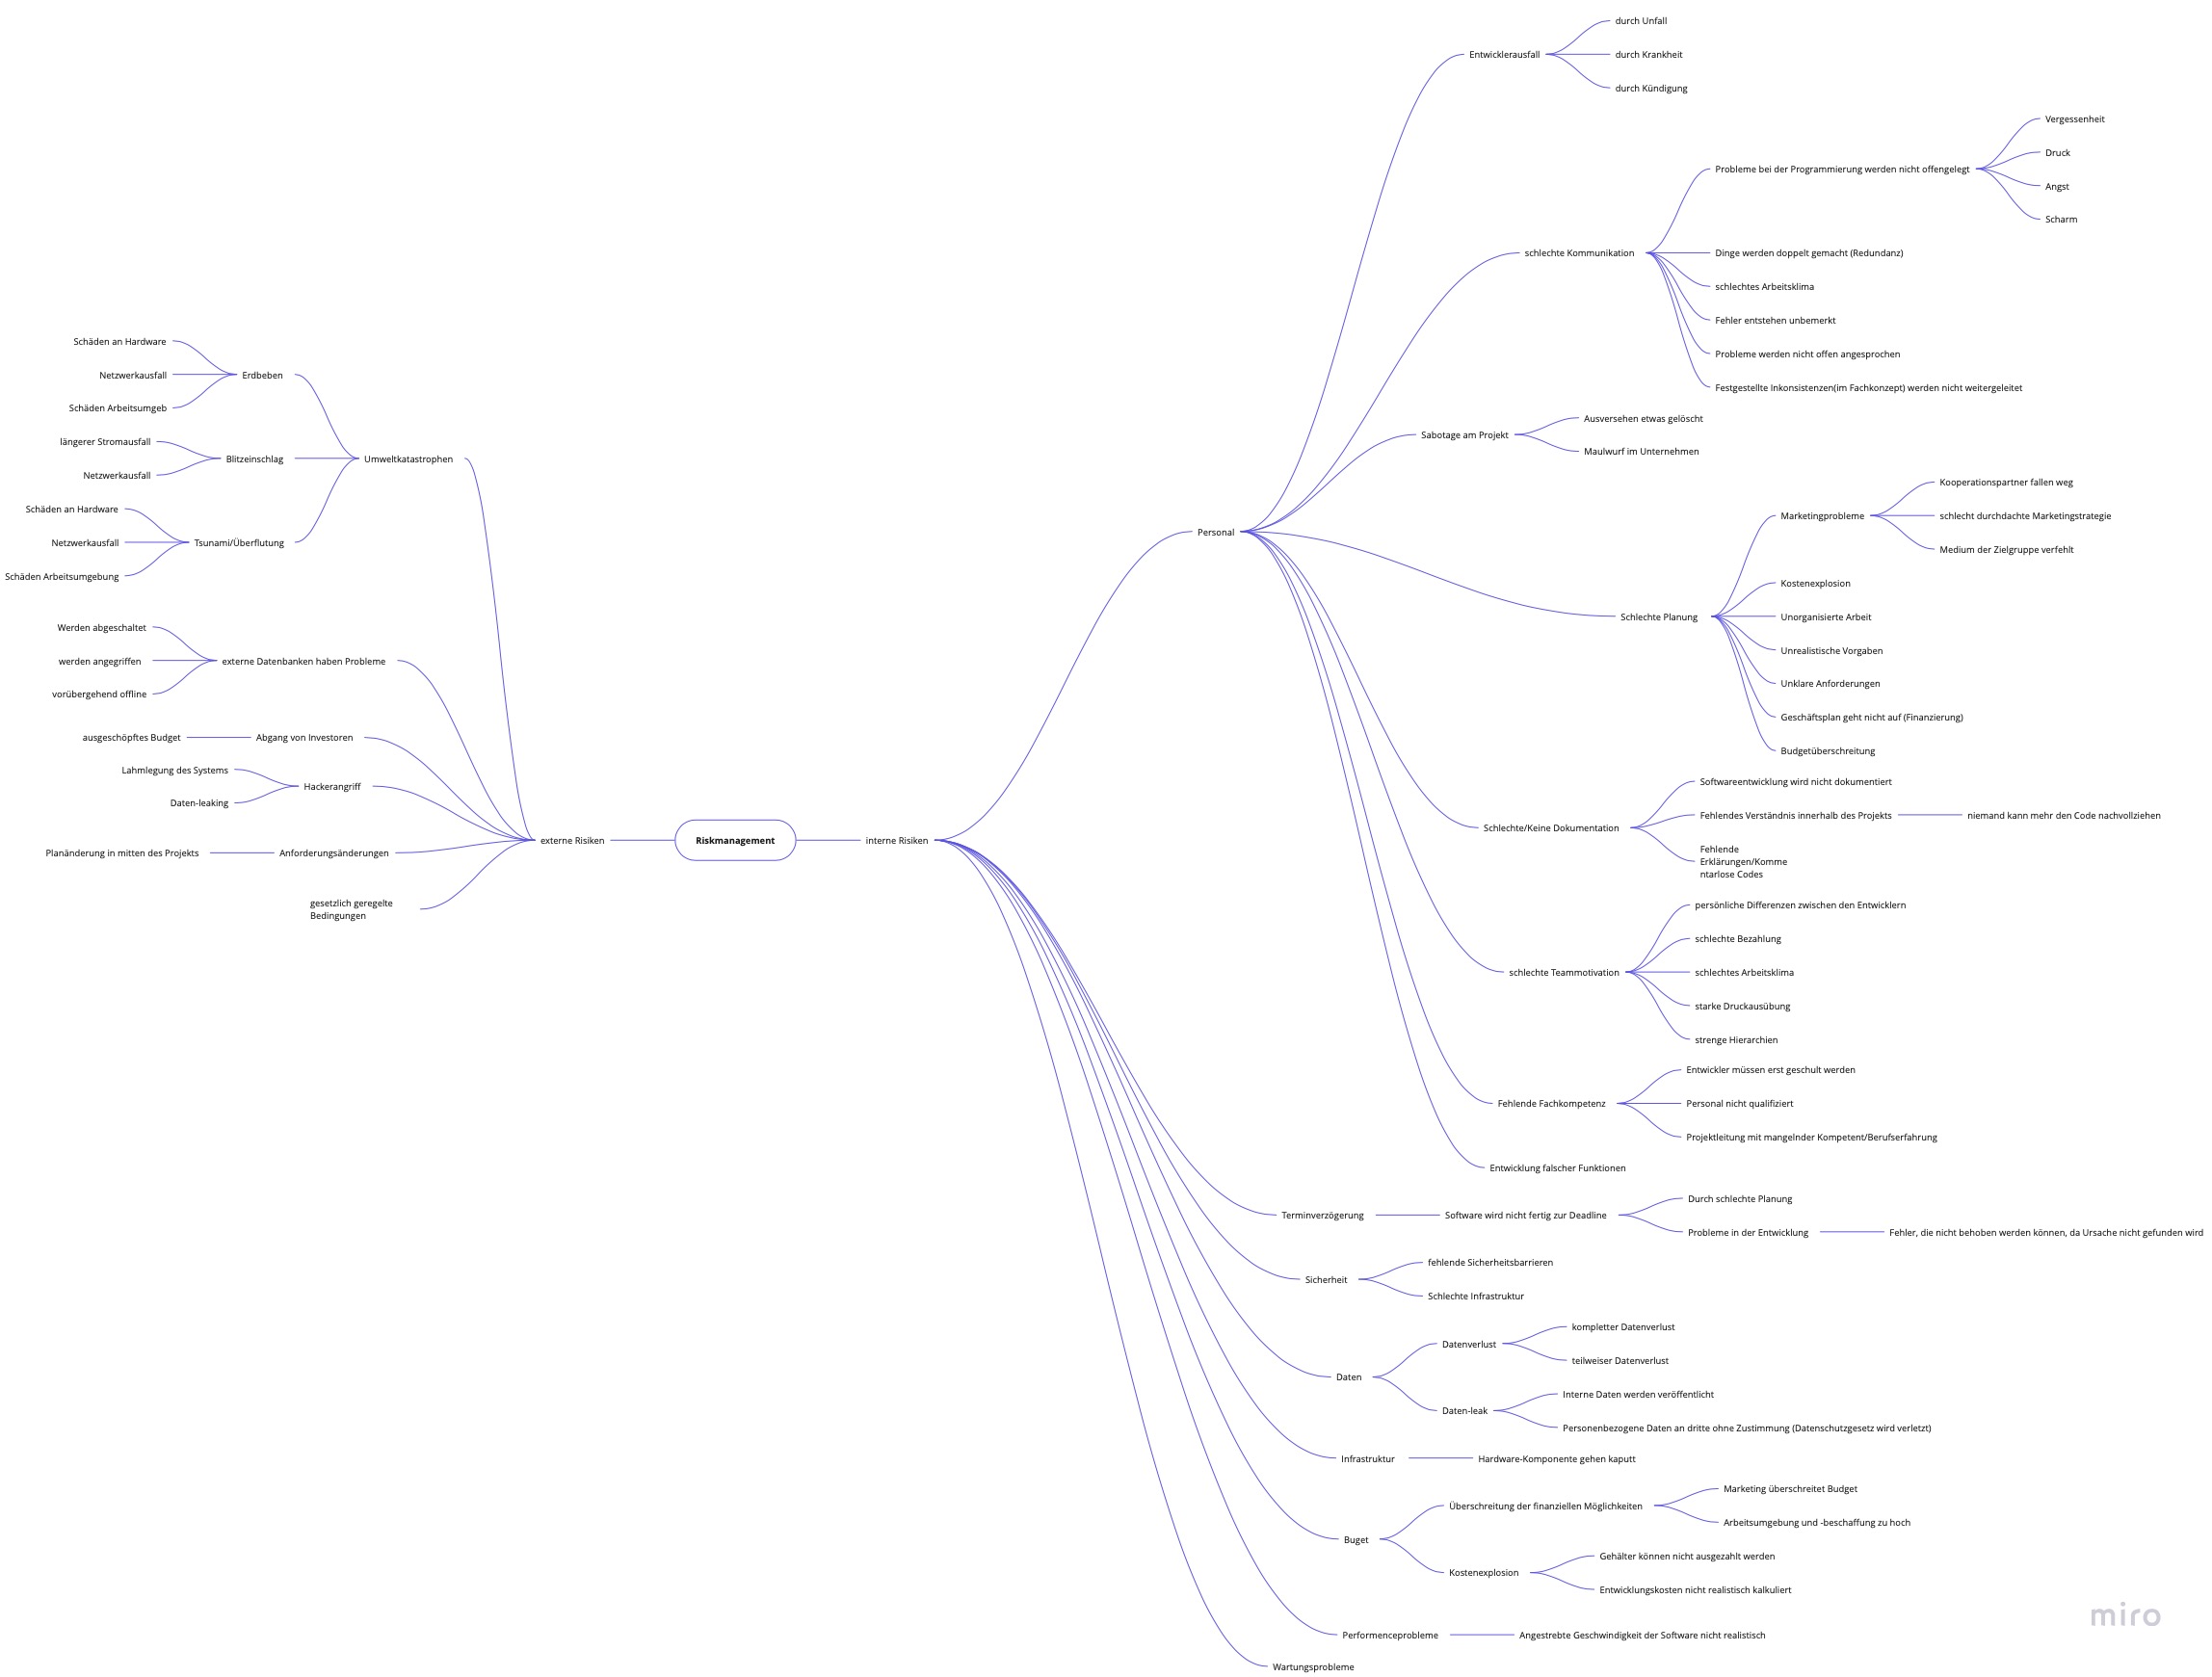 Riskmanagement
externe Risiken
Umweltkatastrophen
Erdbeben
Schäden an Hardware
Netzwerkausfall
Schäden Arbeitsumgeb
Blitzeinschlag
längerer Stromausfall
Netzwerkausfall
Tsunami/Überflutung
Schäden an Hardware
Netzwerkausfall
Schäden Arbeitsumgebung
externe Datenbanken haben Probleme
Werden abgeschaltet
werden angegriffen
vorübergehend offline
Abgang von Investoren
ausgeschöpftes Budget
Hackerangriff
Lahmlegung des Systems
Daten-leaking
Anforderungsänderungen
Planänderung in mitten des Projekts
gesetzlich geregelte
Bedingungen
interne Risiken
Personal
Entwicklerausfall
durch Unfall
durch Krankheit
durch Kündigung
schlechte Kommunikation
Probleme bei der Programmierung werden nicht offengelegt
Vergessenheit
Druck
Angst
Scharm
Dinge werden doppelt gemacht (Redundanz)
schlechtes Arbeitsklima
Fehler entstehen unbemerkt
Probleme werden nicht offen angesprochen
Festgestellte Inkonsistenzen(im Fachkonzept) werden nicht weitergeleitet
Sabotage am Projekt
Ausversehen etwas gelöscht
Maulwurf im Unternehmen
Schlechte Planung
Marketingprobleme
Kooperationspartner fallen weg
schlecht durchdachte Marketingstrategie
Medium der Zielgruppe verfehlt
Kostenexplosion
Unorganisierte Arbeit
Unrealistische Vorgaben
Unklare Anforderungen
Geschäftsplan geht nicht auf (Finanzierung)
Budgetüberschreitung
Schlechte/Keine Dokumentation
Softwareentwicklung wird nicht dokumentiert
Fehlendes Verständnis innerhalb des Projekts
niemand kann mehr den Code nachvollziehen
Fehlende
Erklärungen/Komme
ntarlose Codes
schlechte Teammotivation
persönliche Differenzen zwischen den Entwicklern
schlechte Bezahlung
schlechtes Arbeitsklima
starke Druckausübung
strenge Hierarchien
Fehlende Fachkompetenz
Entwickler müssen erst geschult werden
Personal nicht qualifiziert
Projektleitung mit mangelnder Kompetent/Berufserfahrung
Entwicklung falscher Funktionen
Terminverzögerung
Software wird nicht fertig zur Deadline
Durch schlechte Planung
Probleme in der Entwicklung
Fehler, die nicht behoben werden können, da Ursache nicht gefunden wird
Sicherheit
fehlende Sicherheitsbarrieren
Schlechte Infrastruktur
Daten
Datenverlust
kompletter Datenverlust
teilweiser Datenverlust
Daten-leak
Interne Daten werden veröffentlicht
Personenbezogene Daten an dritte ohne Zustimmung (Datenschutzgesetz wird verletzt)
Infrastruktur
Hardware-Komponente gehen kaputt
Buget
Überschreitung der finanziellen Möglichkeiten
Marketing überschreitet Budget
Arbeitsumgebung und -beschaffung zu hoch
Kostenexplosion
Gehälter können nicht ausgezahlt werden
Entwicklungskosten nicht realistisch kalkuliert
Performenceprobleme
Angestrebte Geschwindigkeit der Software nicht realistisch
Wartungsprobleme
miro